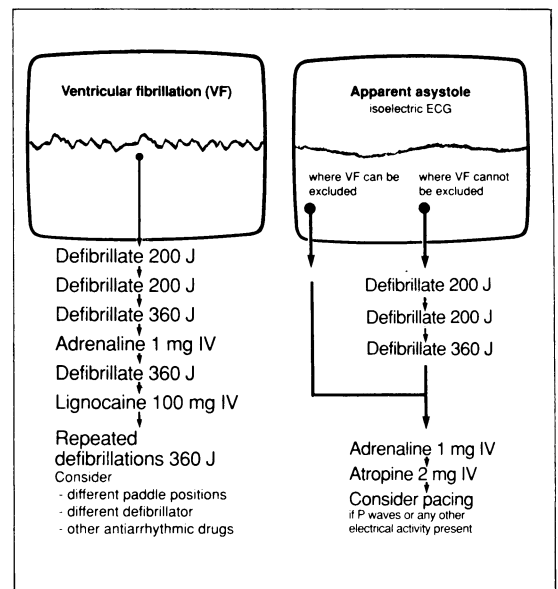 Ventricular fibrillation (VF)
Defibrillate 200 J
Defibrillate 200 J
Defibrillate 360 J
Adrenaline 1 mg IV
Defibrillate 360 J
Lignocaine 100 mg IV
Repeated
defibrillations 360 J
Consider
- different paddle positions
- different defibrillator
- other antiarrhythmic drugs
Apparent asystole
isoelectric ECG
where VF can be
excluded
where VF cannot
be excluded
Defibrillate 200 J
Defibrillate 200 J
Defibrillate 360 J
Adrenaline 1 mg IV
Atropine 2 mg IV
Consider pacing
if P waves or any other
electrical activity present